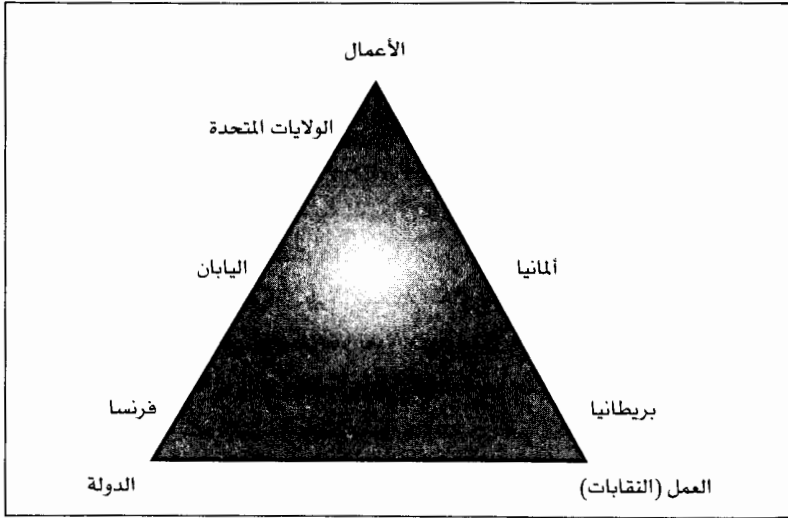 الأعمال
الولايات المتحدة
ألمانيا
اليابان
بريطانيا
فرنسا
العمل (النقابات)
الدولة